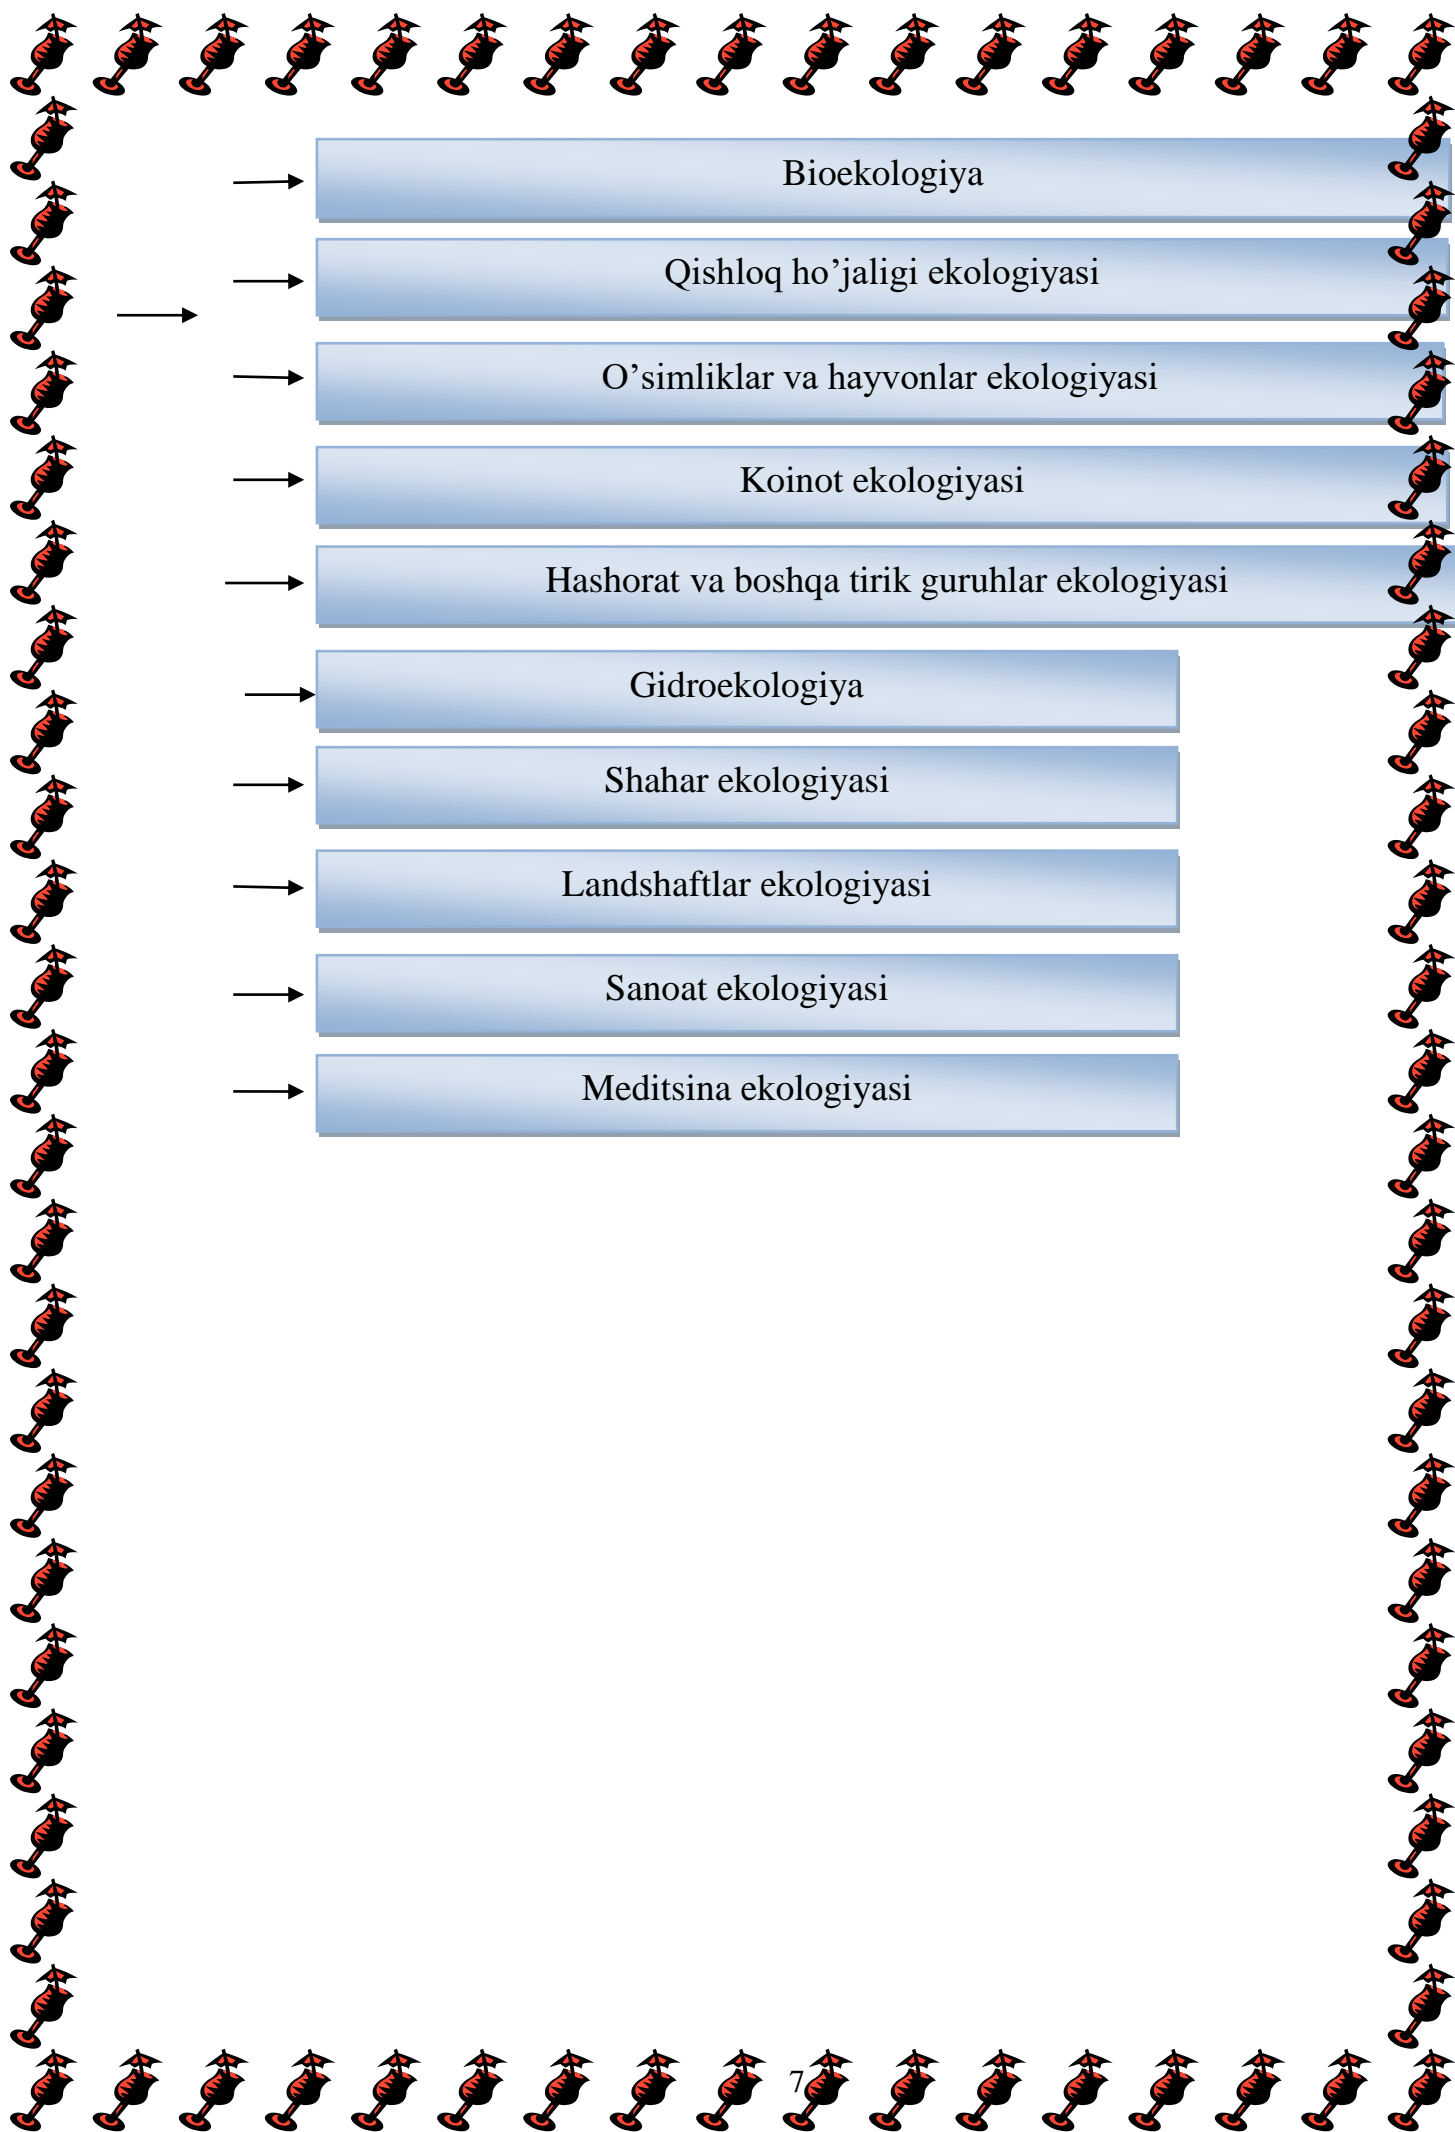 Bioekologiya
Qishloq ho’jaligi ekologiyasi
O’simliklar va hayvonlar ekologiyasi
Koinot ekologiyasi
Hashorat va boshqa tirik guruhlar ekologiyasi
Gidroekologiya
Shahar ekologiyasi
Landshaftlar ekologiyasi
Sanoat ekologiyasi
Meditsina ekologiyasi
7